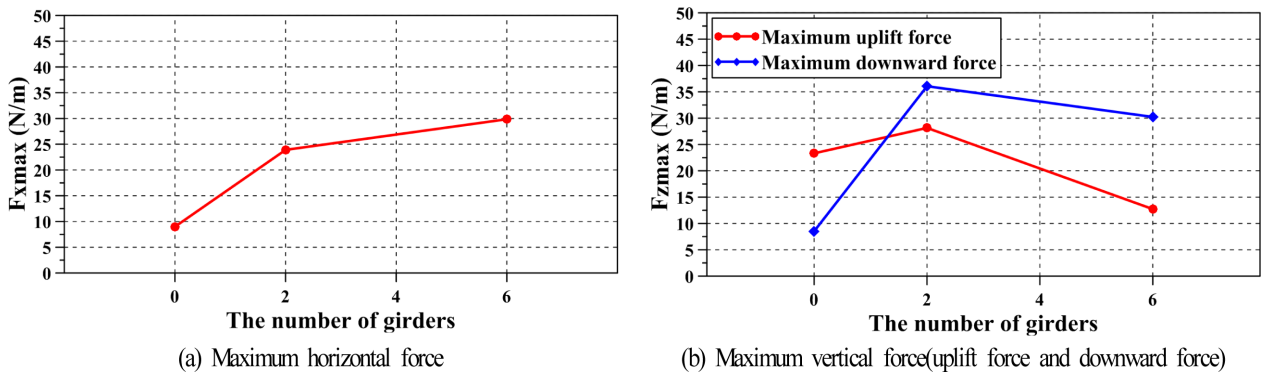 50
45
40
35
30
25
20
15
10
5
0
Fxmax (N/m)
0 2 4 6
The number of girders
(a) Maximum horizontal force
50
45
40
35
30
25
20
15
10
5
0
Fzmax (N/m)
Maximum uplift force
Maximum downward force
0 2 4 6
The number of girders
(b) Maximum vertical force(uplift force and downward force)